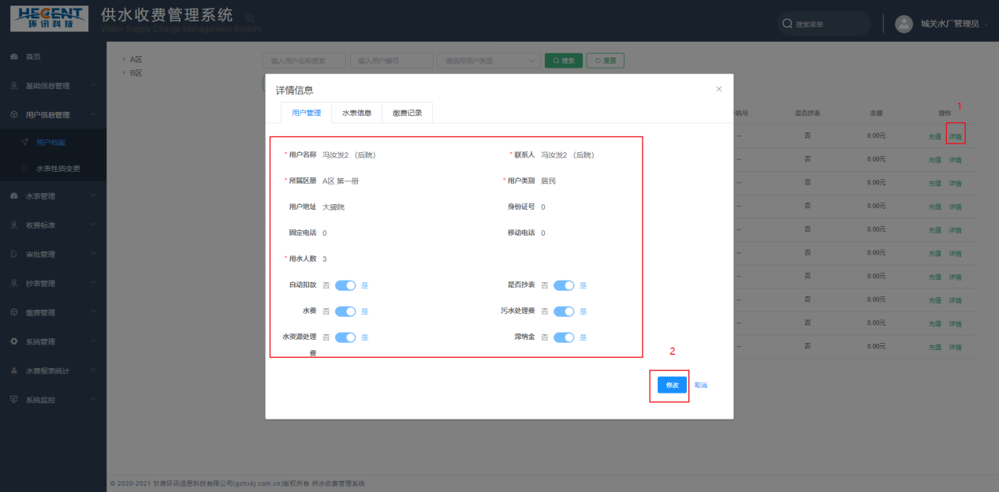 HECENT
环讯科技
供水收费管理系统
Water Supply Charge Management System
搜索菜单
城关水厂管理员
首页
基础信息管理
用户信息管理
用户档案
水表性质变更
水表管理
收费标准
审批管理
抄表管理
缴费管理
系统管理
水费报表统计
系统监控
A区
B区
输入用户名称搜索 输入用户编号 请选择用户类型 搜索 重置
详情信息
用户管理 水表信息 缴费记录
* 用户名称 冯汝发2 (后院) * 联系人 冯汝发2 (后院)
* 所属区册 A区 第一册 * 用户类别 居民
用户地址 大碑院 身份证号 0
固定电话 0 移动电话 0
* 用水人数 3
自动扣款 否 是 是否抄表 否 是
水费 否 是 污水处理费 否 是
水资源处理费 否 是 滞纳金 否 是
2
修改 取消
1
机号 是否抄表 金额 操作
-- 否 0.00元 充值 详情
-- 否 0.00元 充值 详情
-- 否 0.00元 充值 详情
-- 否 0.00元 充值 详情
-- 否 0.00元 充值 详情
-- 否 0.00元 充值 详情
-- 否 0.00元 充值 详情
-- 否 0.00元 充值 详情
-- 否 0.00元 充值 详情
-- 否 0.00元 充值 详情
© 2020-2021 甘肃环讯信息科技有限公司(gshxkj.com.cn)版权所有 供水收费管理系统